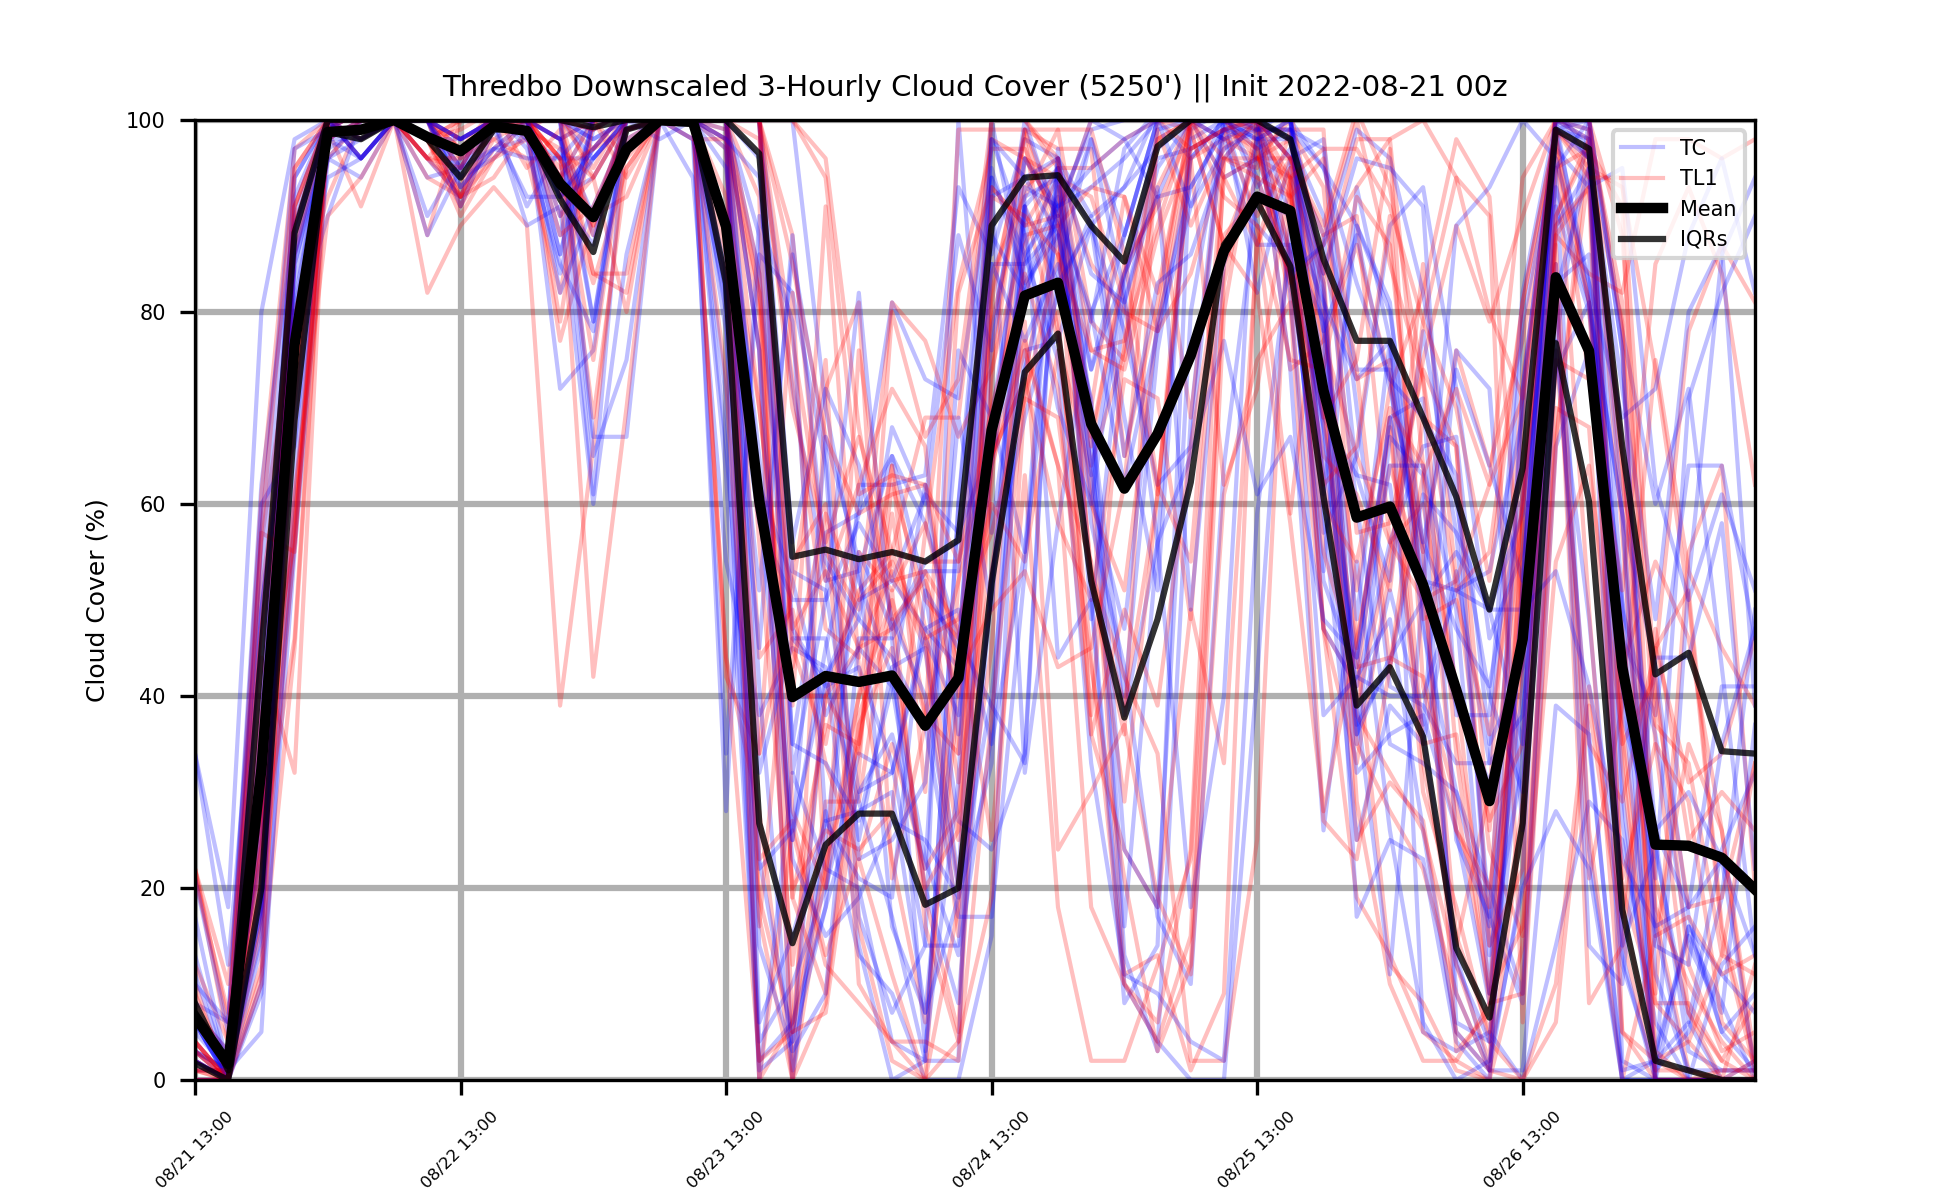 Thredbo Downscaled 3-Hourly Cloud Cover (5250') || Init 2022-08-21 00z
Cloud Cover (%)
100
80
60
40
20
0
TC
TL1
Mean
IQRs
08/21 13:00
08/22 13:00
08/23 13:00
08/24 13:00
08/25 13:00
08/26 13:00